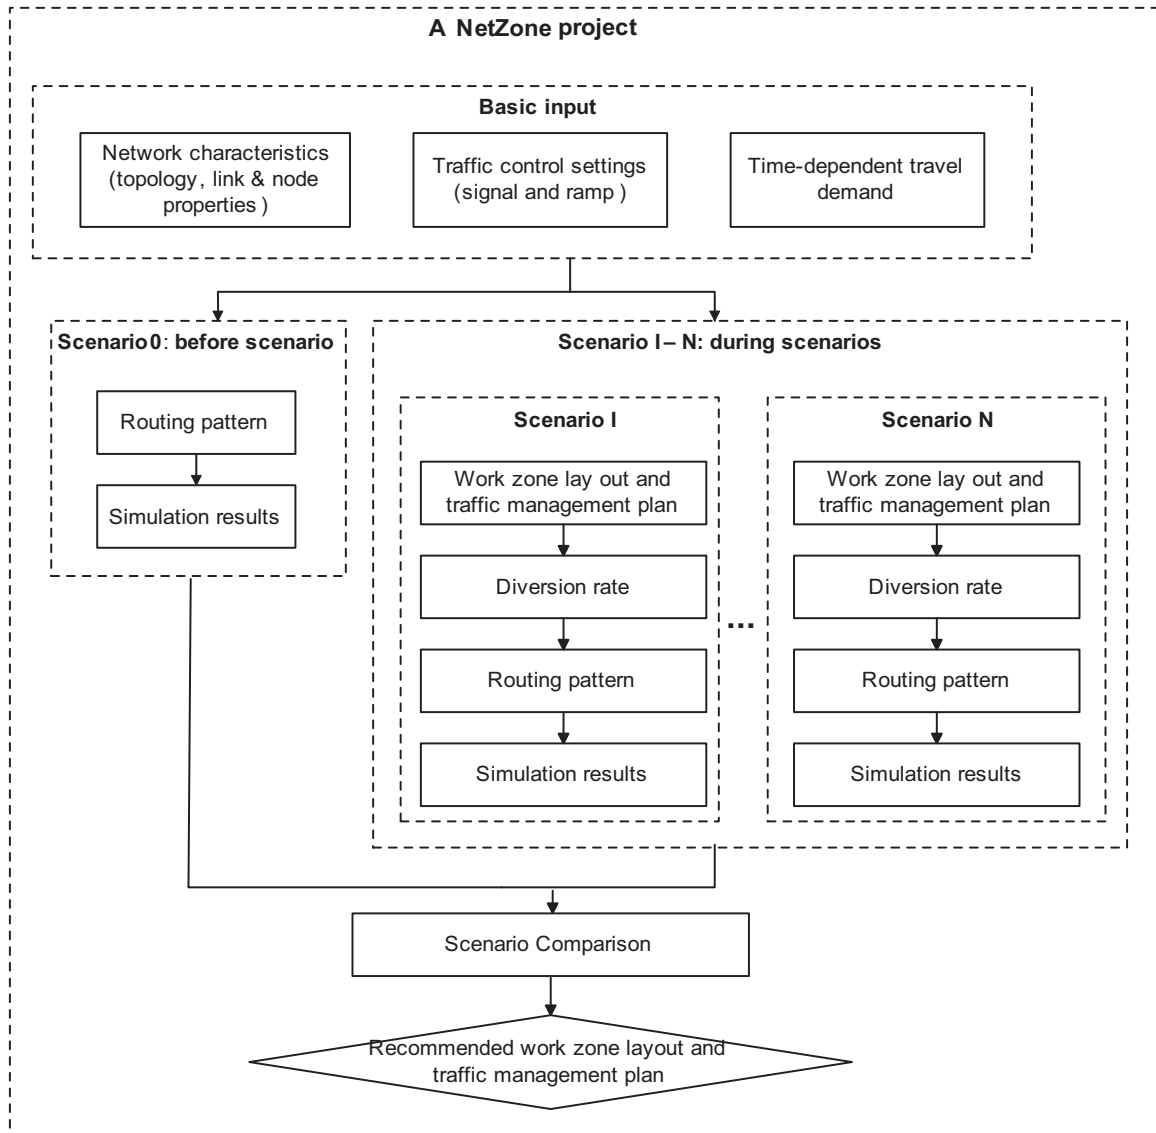 A NetZone project
Basic input
Network characteristics
(topology, link & node
properties)
Traffic control settings
(signal and ramp)
Time-dependent travel
demand
Scenario 0: before scenario
Routing pattern
Simulation results
Scenario I – N: during scenarios
Scenario I
Work zone lay out and
traffic management plan
Diversion rate
Routing pattern
Simulation results
...
Scenario N
Work zone lay out and
traffic management plan
Diversion rate
Routing pattern
Simulation results
Scenario Comparison
Recommended work zone layout and
traffic management plan